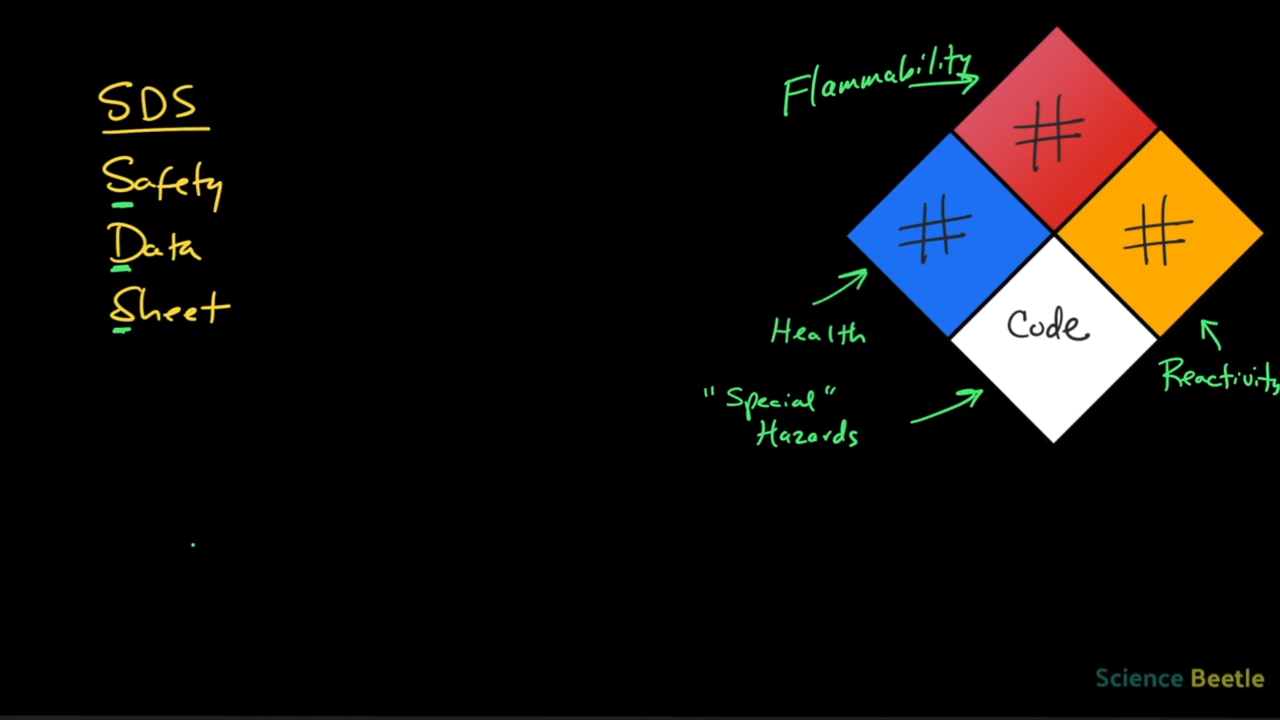 SDS
Safety
Data
Sheet
Flammability
#
#
#
Code
Health
"Special"
Hazards
Reactivity
Science Beetle